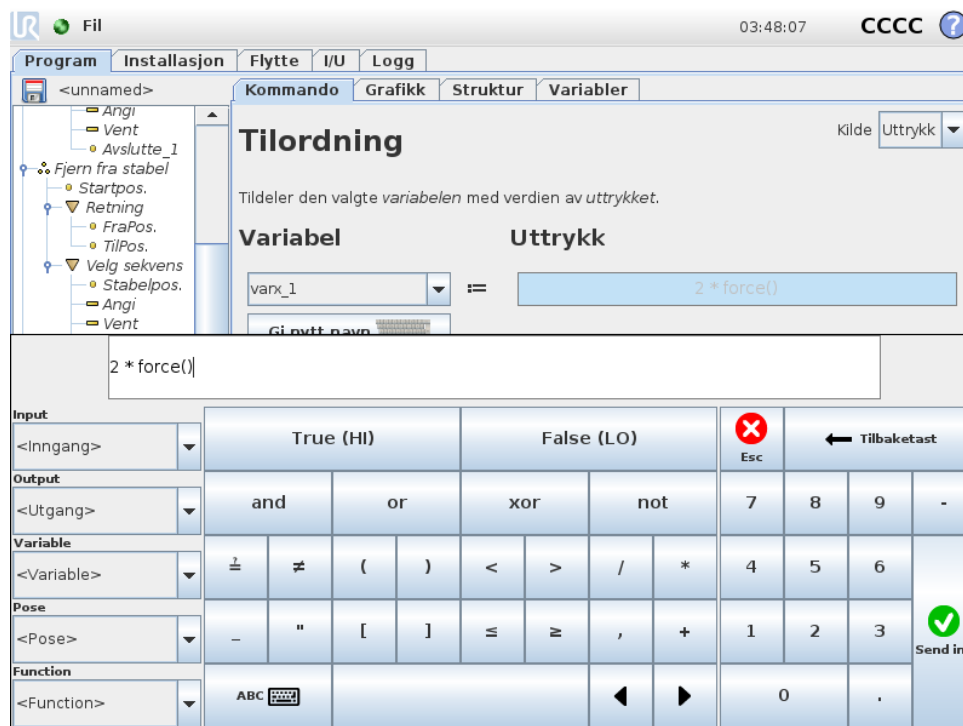 UR Fil 03:48:07 CCCC ?
Program Installasjon Flytte I/U Logg
<unnamed> Kommando Grafikk Struktur Variabler
Angi
Vent
Avslutte_1
Fjern fra stabel
Startpos.
Retning
FraPos.
TilPos.
Velg sekvens
Stabelpos.
Angi
Vent
Tilordning Kilde Uttrykk
Tildeler den valgte variabelen med verdien av uttrykket.
Variabel Uttrykk
varx_1 := 2 * force()
Gi nytt navn
2 * force()
Input
<Inngang> True (HI) False (LO) Esc Tilbaketast
Output
<Utgang> and or xor not 7 8 9 -
Variable
<Variable> ≟ ≠ ( ) < > / * 4 5 6
Pose
<Pose> _ " [ ] ≤ ≥ , + 1 2 3 Send in
Function
<Function> ABC 0 .